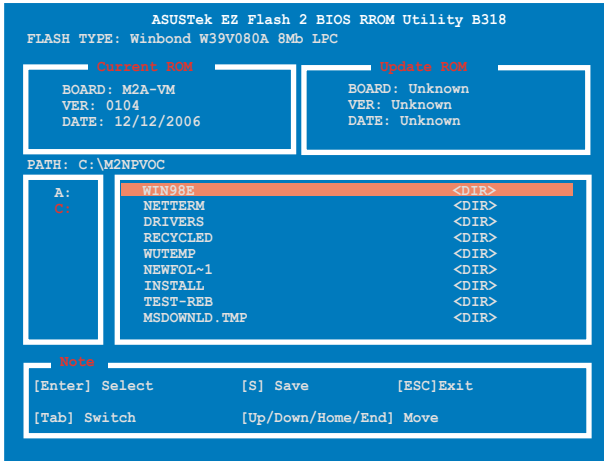 ASUSTek EZ Flash 2 BIOS RROM Utility B318
FLASH TYPE: Winbond W39V080A 8Mb LPC
Current ROM
BOARD: M2A-VM
VER: 0104
DATE: 12/12/2006
Update ROM
BOARD: Unknown
VER: Unknown
DATE: Unknown
PATH: C:\M2NPVOC
A:
C:
WIN98E <DIR>
NETTERM <DIR>
DRIVERS <DIR>
RECYCLED <DIR>
WUTEMP <DIR>
NEWFOL~1 <DIR>
INSTALL <DIR>
TEST-REB <DIR>
MSDOWNLD.TMP <DIR>
Note
[Enter] Select [S] Save [ESC]Exit
[Tab] Switch [Up/Down/Home/End] Move